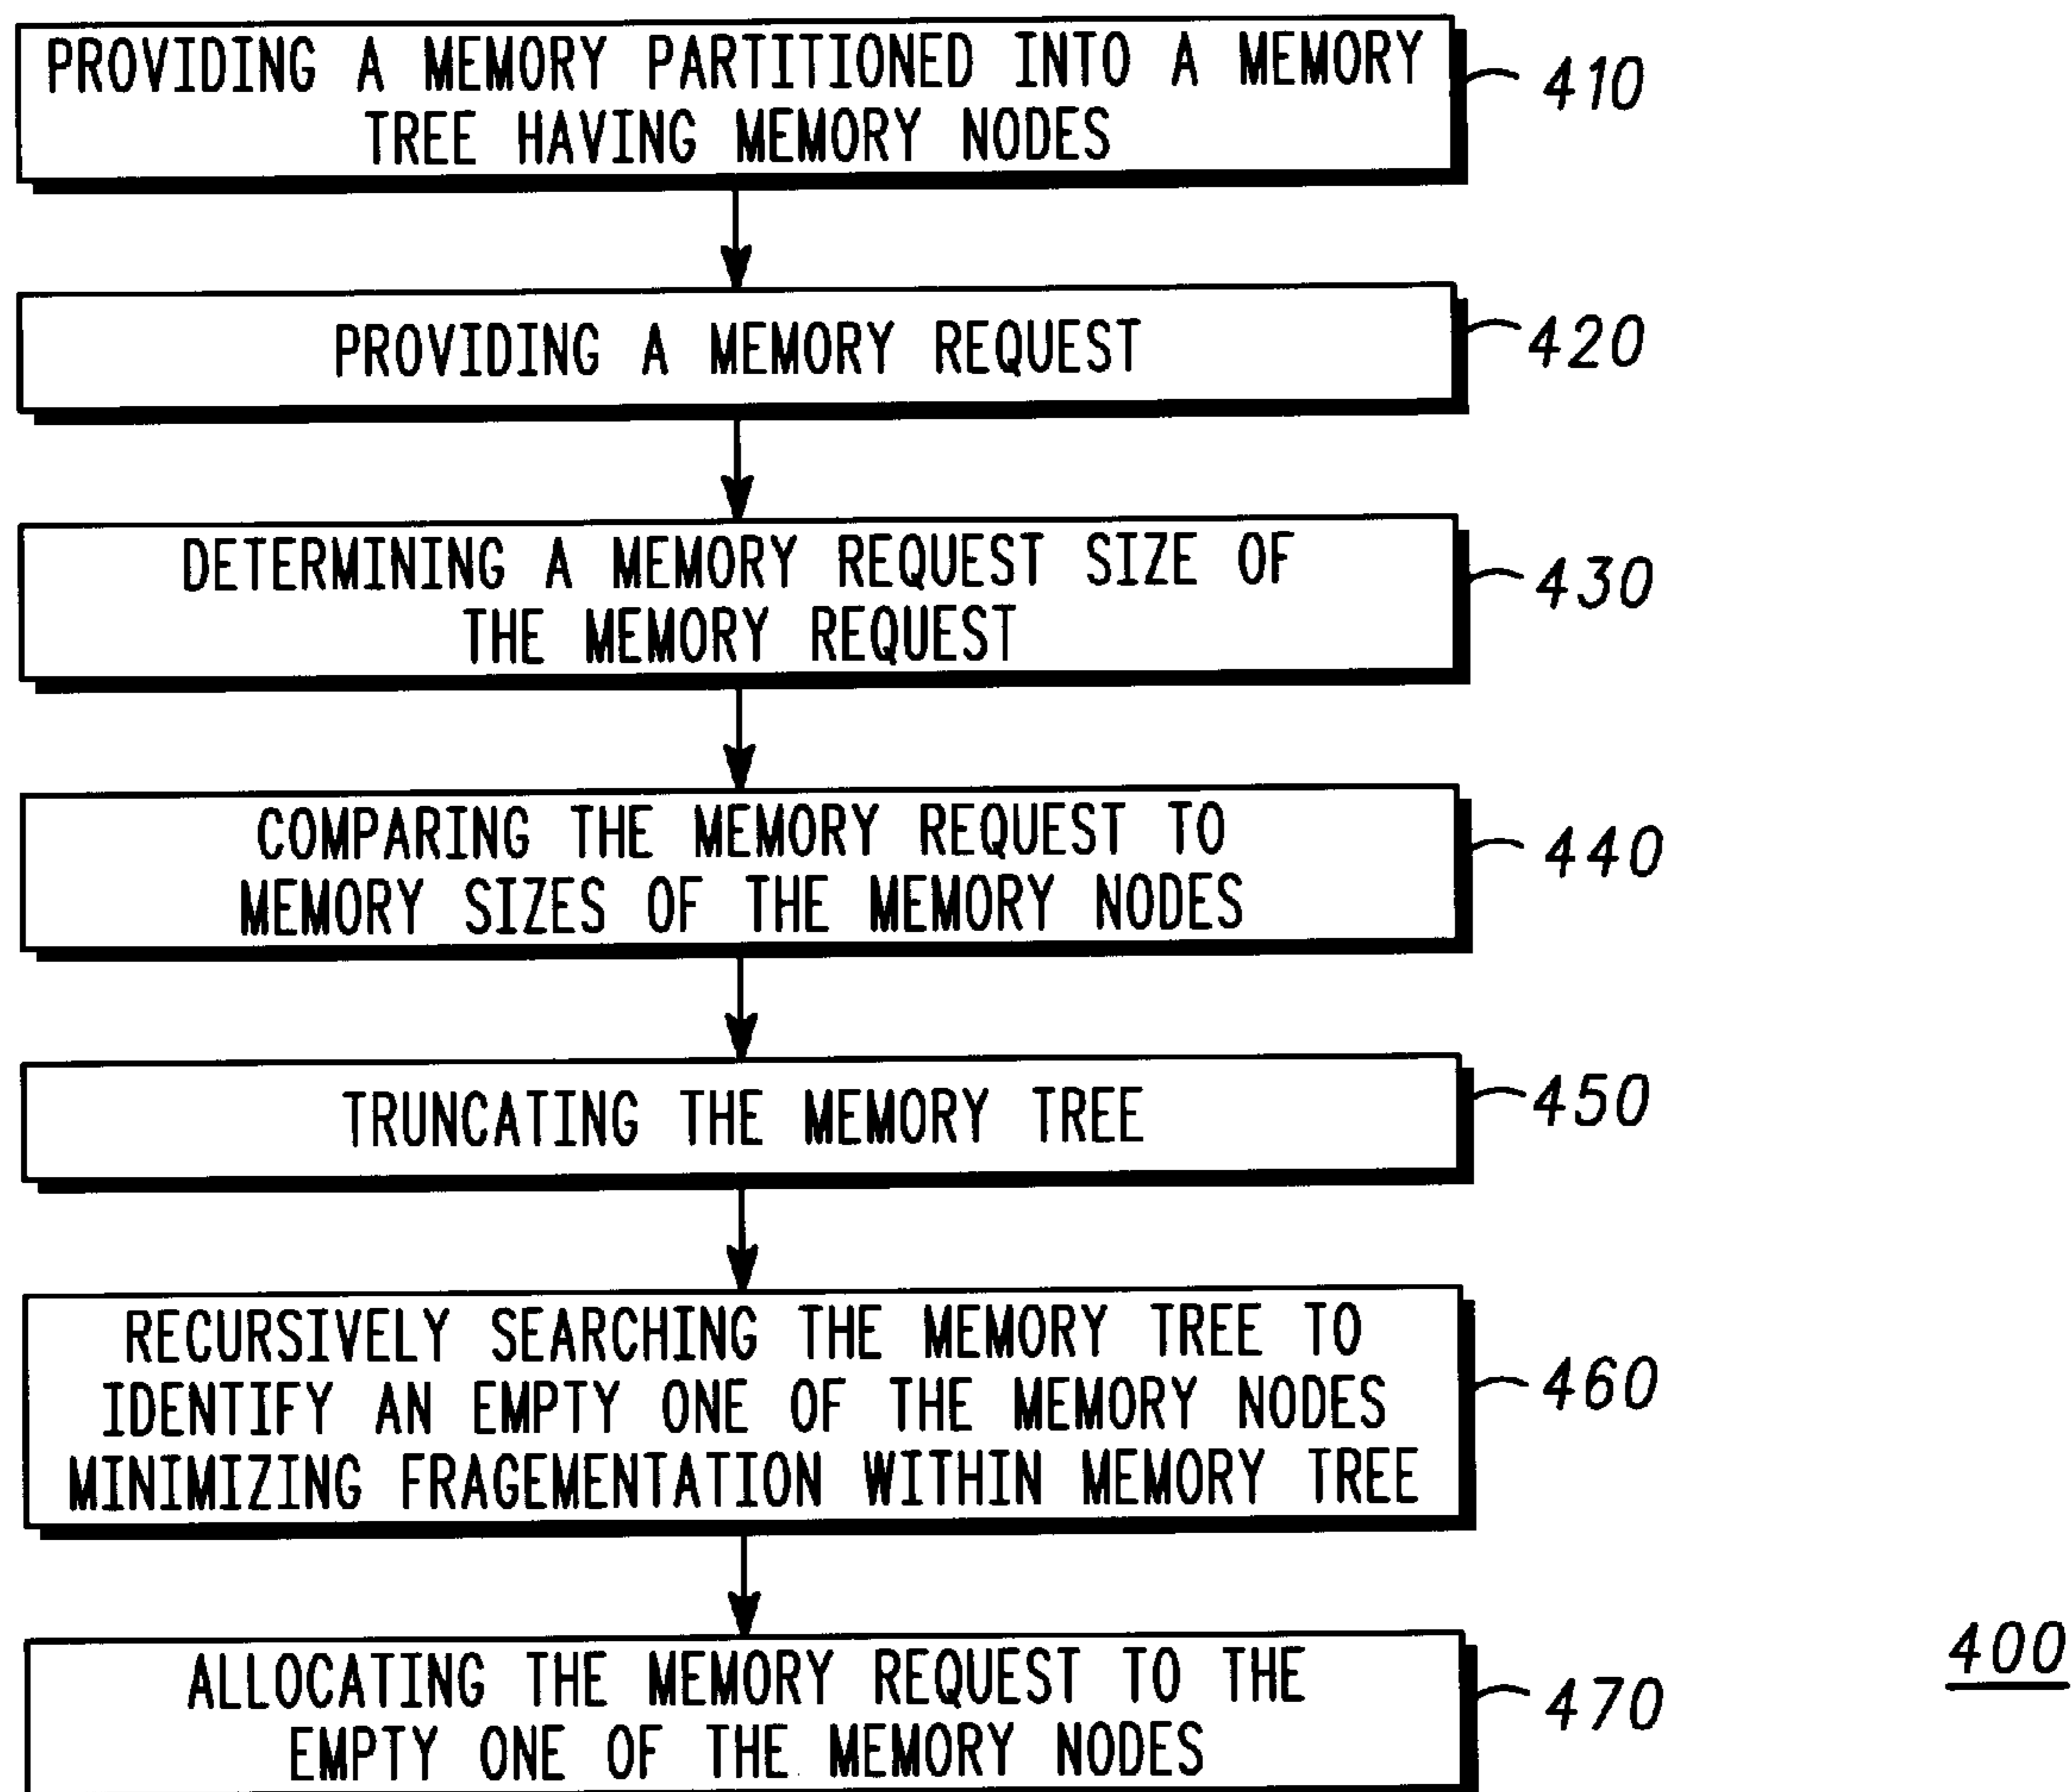 PROVIDING A MEMORY PARTITIONED INTO A MEMORY
TREE HAVING MEMORY NODES
410
PROVIDING A MEMORY REQUEST
420
DETERMINING A MEMORY REQUEST SIZE OF
THE MEMORY REQUEST
430
COMPARING THE MEMORY REQUEST TO
MEMORY SIZES OF THE MEMORY NODES
440
TRUNCATING THE MEMORY TREE
450
RECURSIVELY SEARCHING THE MEMORY TREE TO
IDENTIFY AN EMPTY ONE OF THE MEMORY NODES
MINIMIZING FRAGEMENTATION WITHIN MEMORY TREE
460
ALLOCATING THE MEMORY REQUEST TO THE
EMPTY ONE OF THE MEMORY NODES
470
400